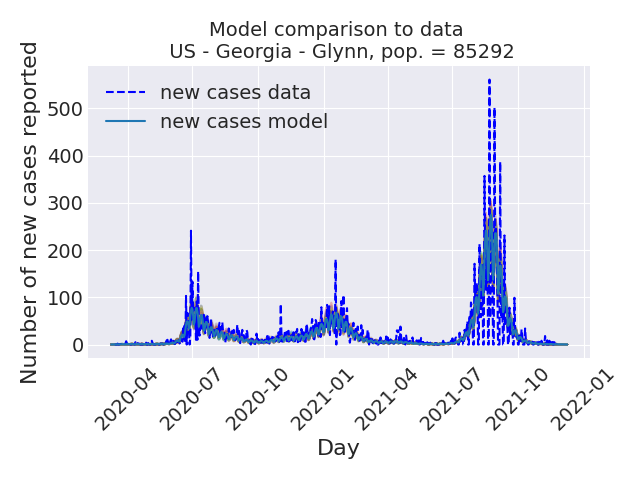 Model comparison to data
US - Georgia - Glynn, pop. = 85292
Number of new cases reported
500
400
300
200
100
0
new cases data
new cases model
2020-04
2020-07
2020-10
2021-01
2021-04
2021-07
2021-10
2022-01
Day